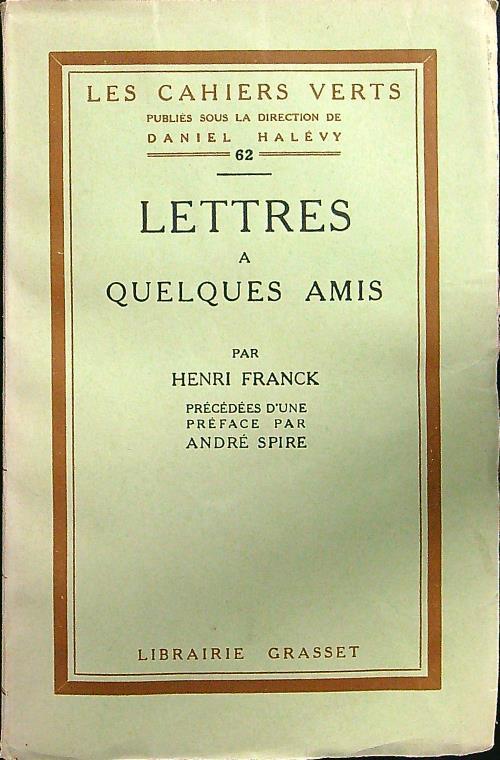 LES CAHIERS VERTS
PUBLIÉS SOUS LA DIRECTION DE
DANIEL HALÉVY
62
LETTRES
A
QUELQUES AMIS
PAR
HENRI FRANCK
PRÉCÉDÉES D'UNE
PRÉFACE PAR
ANDRÉ SPIRE
LIBRAIRIE GRASSET